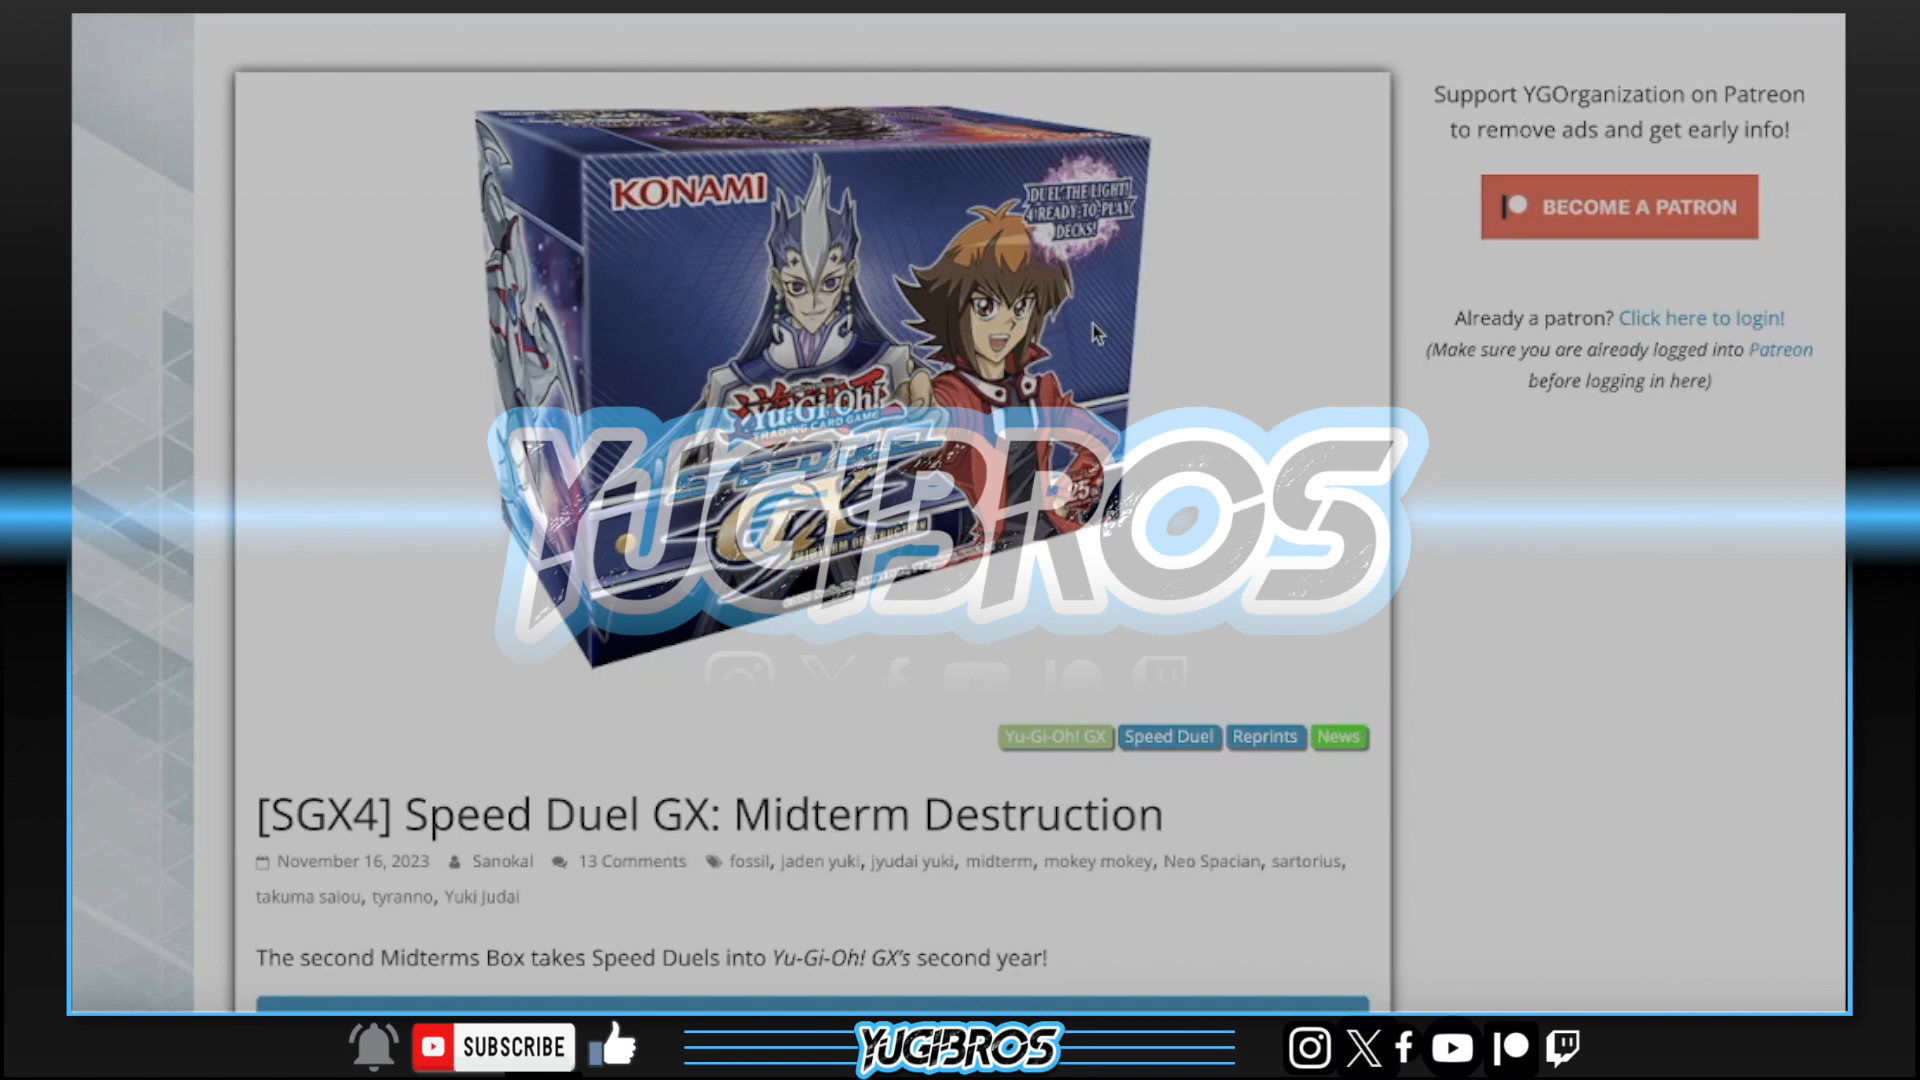 Support YGOrganization on Patreon
to remove ads and get early info!
BECOME A PATRON
Already a patron? Click here to login!
(Make sure you are already logged into Patreon
before logging in here)
KONAMI
DUEL THE LIGHT!
4 READY-TO-PLAY
DECKS!
Yu-Gi-Oh!
TRADING CARD GAME
SPEED DUEL
GX
MIDTERM DESTRUCTION
25
YUGIBROS
Yu-Gi-Oh! GX Speed Duel Reprints News
[SGX4] Speed Duel GX: Midterm Destruction
November 16, 2023 Sanokal 13 Comments fossil, jaden yuki, jyudai yuki, midterm, mokey mokey, Neo Spacian, sartorius,
takuma saiou, tyranno, Yuki Judai
The second Midterms Box takes Speed Duels into Yu-Gi-Oh! GX's second year!
SUBSCRIBE
YUGIBROS